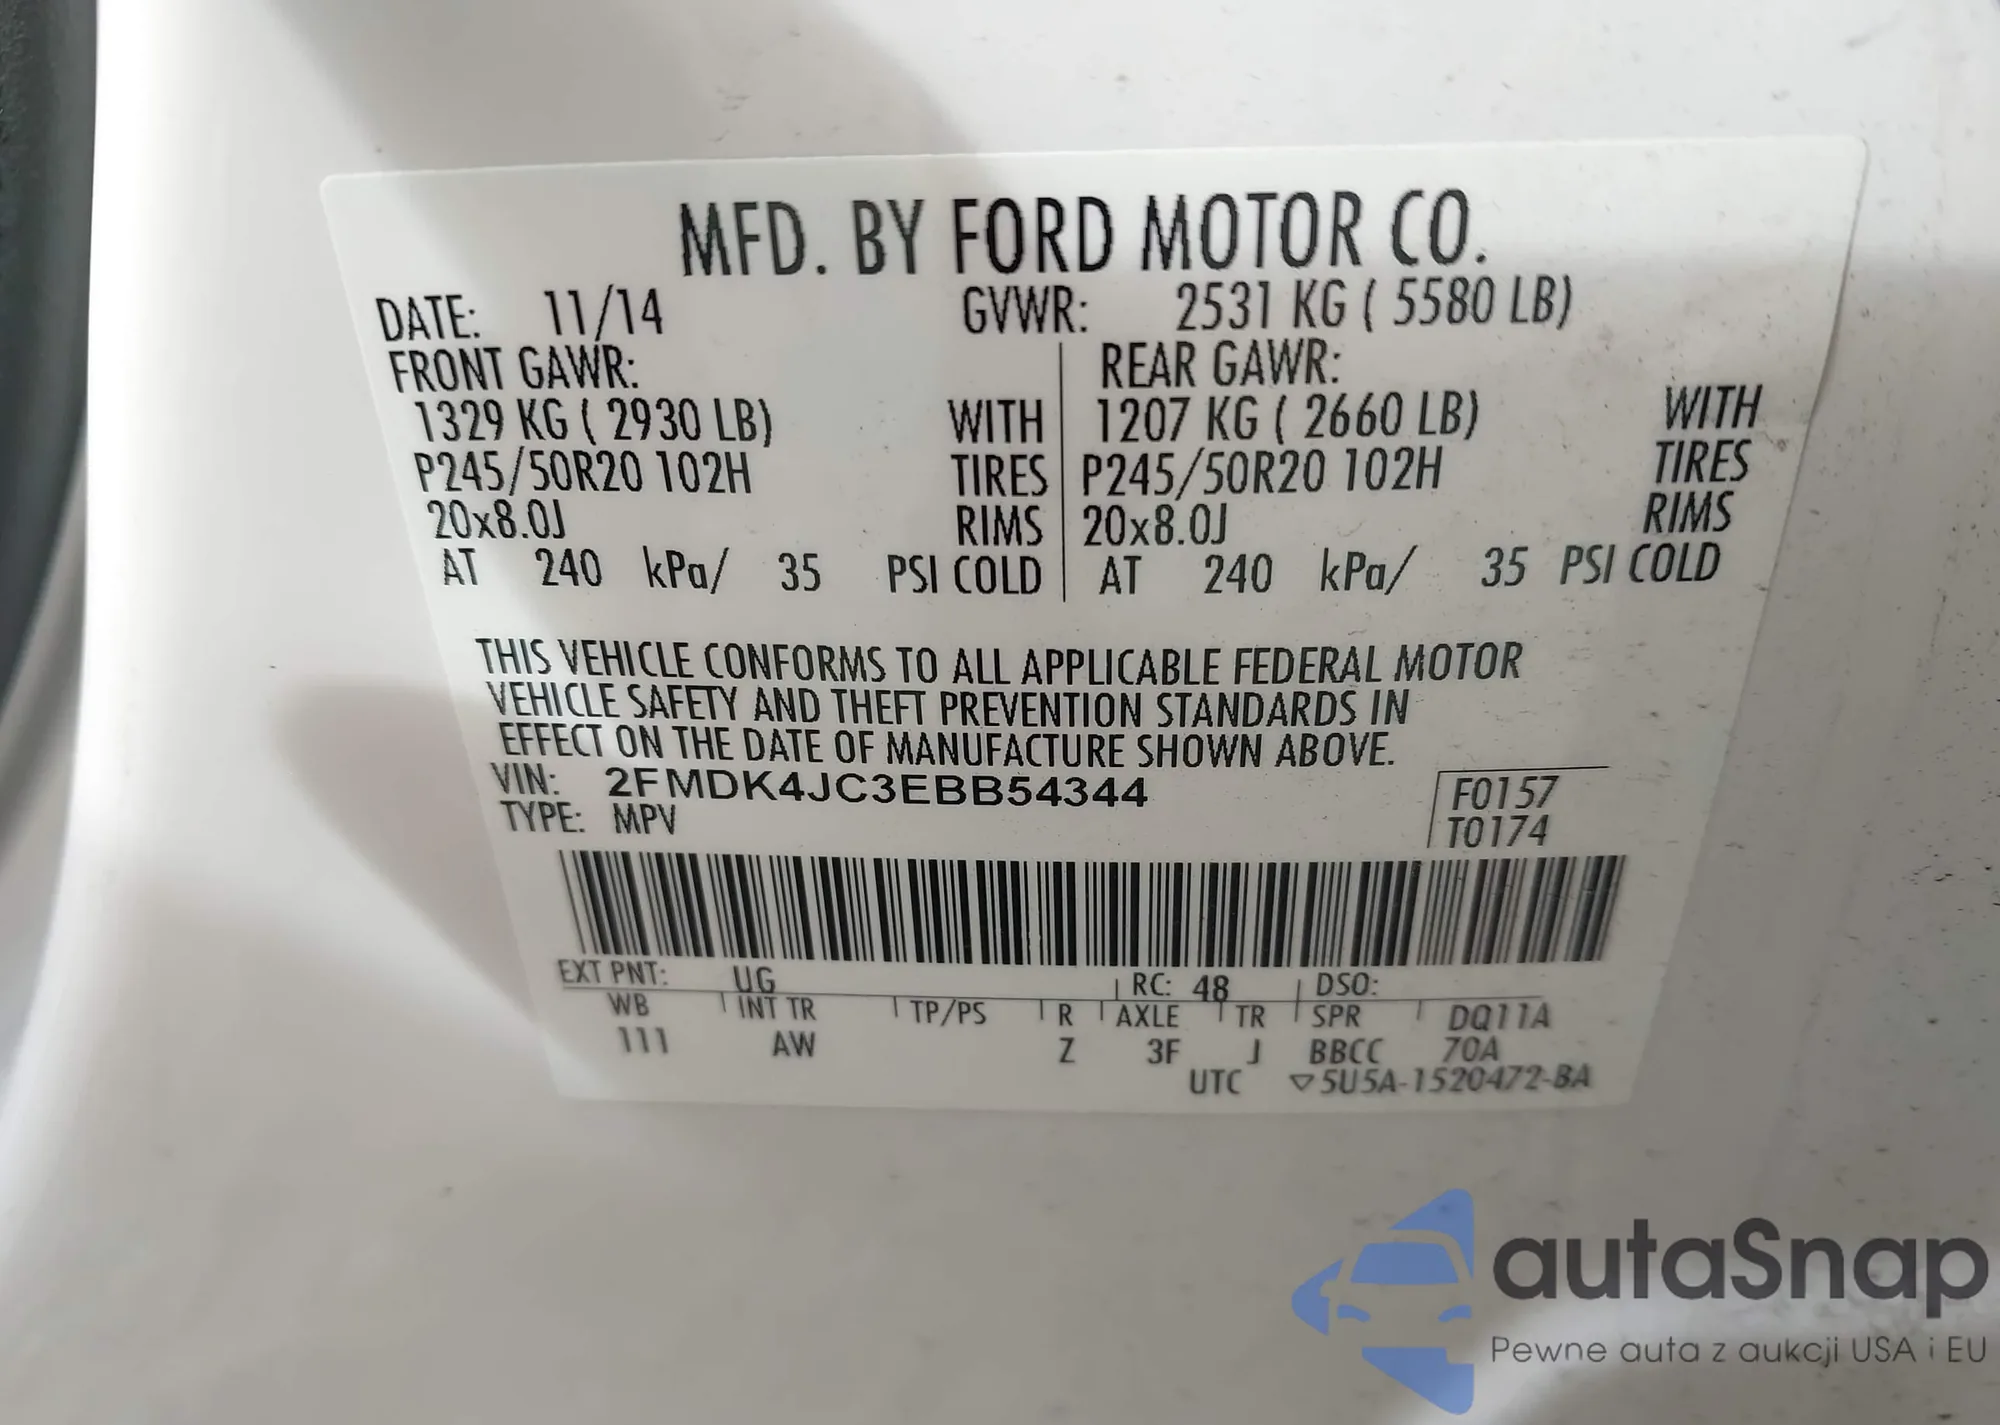 MFD. BY FORD MOTOR CO.
DATE: 11/14 GVWR: 2531 KG ( 5580 LB)
FRONT GAWR: REAR GAWR:
1329 KG ( 2930 LB) WITH 1207 KG ( 2660 LB) WITH
P245/50R20 102H TIRES P245/50R20 102H TIRES
20x8.0J RIMS 20x8.0J RIMS
AT 240 kPa/ 35 PSI COLD AT 240 kPa/ 35 PSI COLD
THIS VEHICLE CONFORMS TO ALL APPLICABLE FEDERAL MOTOR
VEHICLE SAFETY AND THEFT PREVENTION STANDARDS IN
EFFECT ON THE DATE OF MANUFACTURE SHOWN ABOVE.
VIN: 2FMDK4JC3EBB54344 F0157
TYPE: MPV T0174
EXT PNT: UG RC: 48 DSO:
WB INT TR TP/PS R AXLE TR SPR DQ11A
111 AW Z 3F J BBCC 70A
UTC ▽5U5A-1520472-BA
autaSnap
Pewne auta z aukcji USA i EU